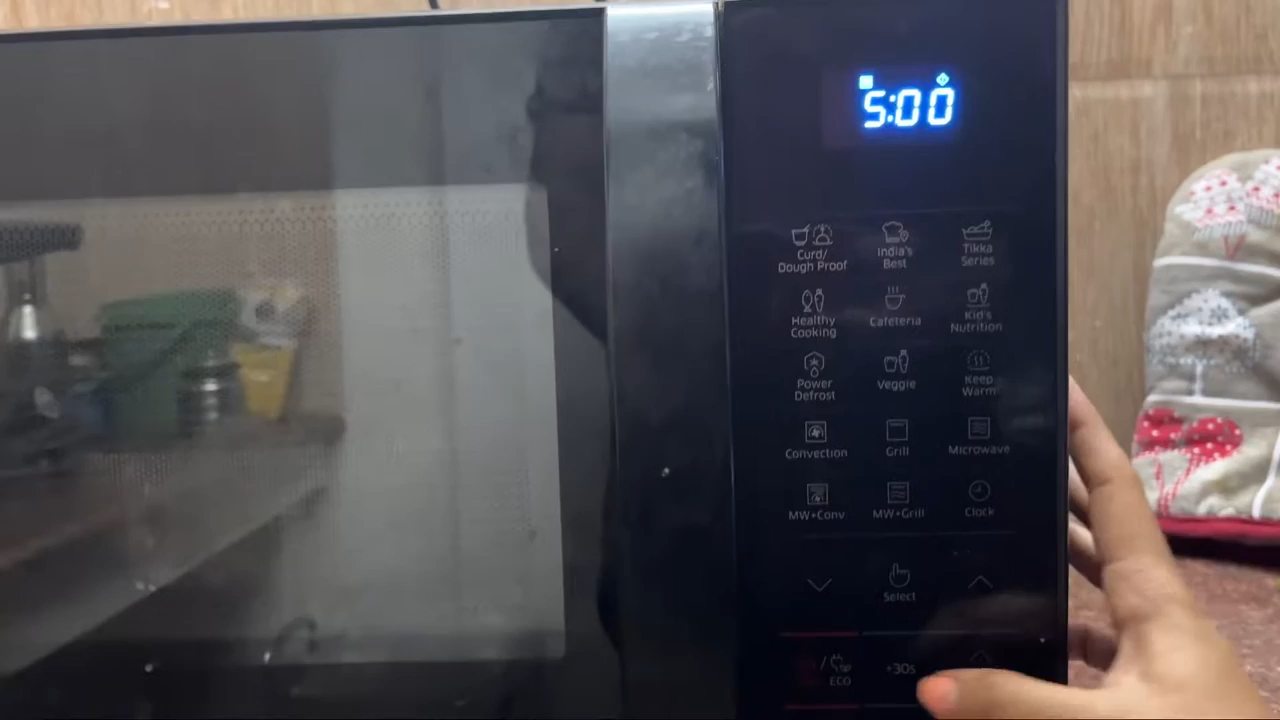 5:00
Curd/
Dough Proof
India's
Best
Tikka
Series
Healthy
Cooking
Cafeteria
Kid's
Nutrition
Power
Defrost
Veggie
Keep
Warm
Convection
Grill
Microwave
MW+Conv
MW+Grill
Clock
Select
/
ECO
+30s